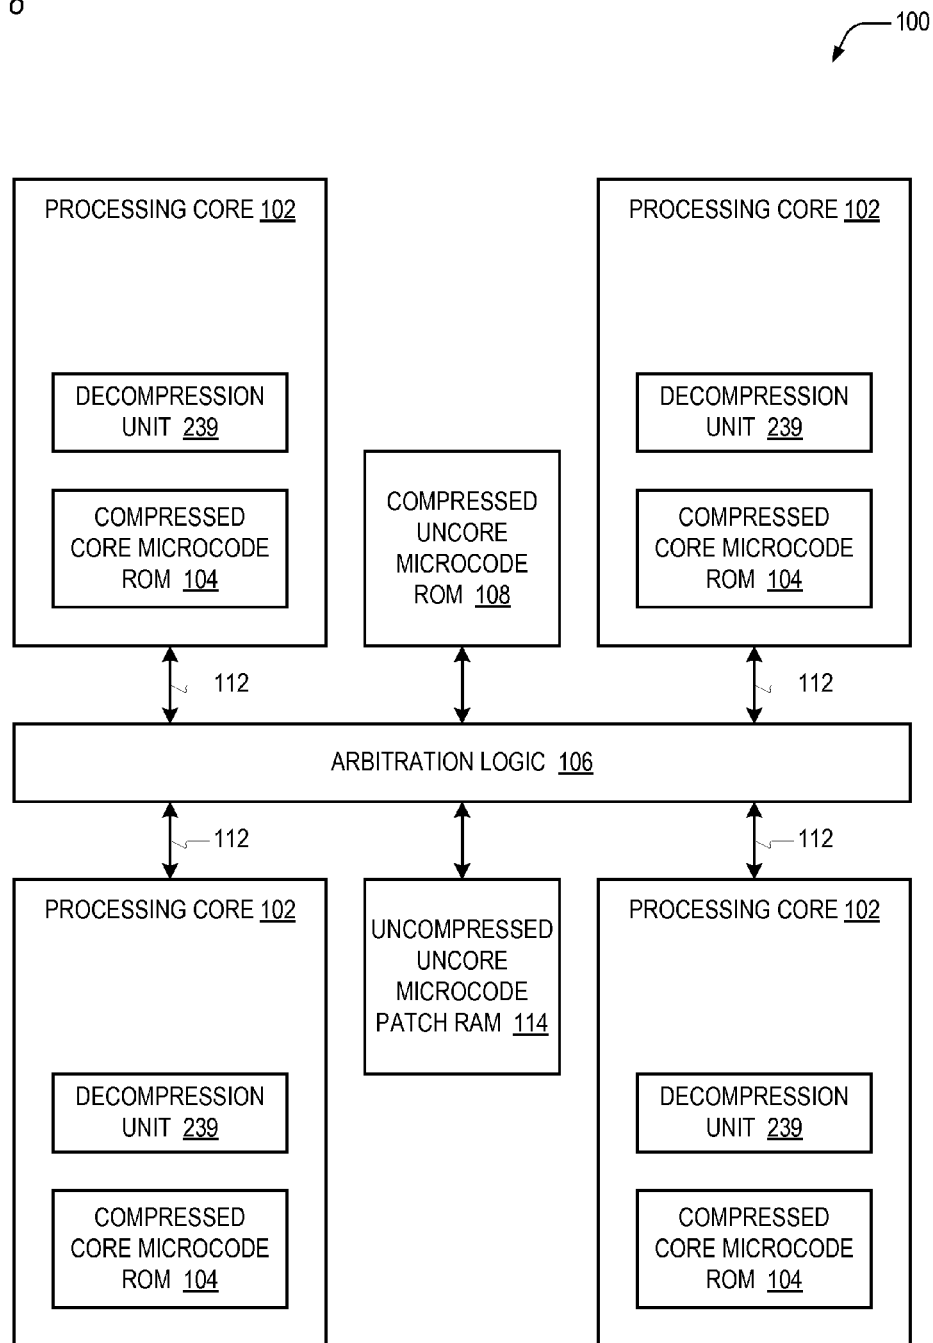 100
PROCESSING CORE 102
DECOMPRESSION
UNIT 239
COMPRESSED
CORE MICROCODE
ROM 104
COMPRESSED
UNCORE
MICROCODE
ROM 108
PROCESSING CORE 102
DECOMPRESSION
UNIT 239
COMPRESSED
CORE MICROCODE
ROM 104
112
112
ARBITRATION LOGIC 106
112
112
PROCESSING CORE 102
DECOMPRESSION
UNIT 239
COMPRESSED
CORE MICROCODE
ROM 104
UNCOMPRESSED
UNCORE
MICROCODE
PATCH RAM 114
PROCESSING CORE 102
DECOMPRESSION
UNIT 239
COMPRESSED
CORE MICROCODE
ROM 104